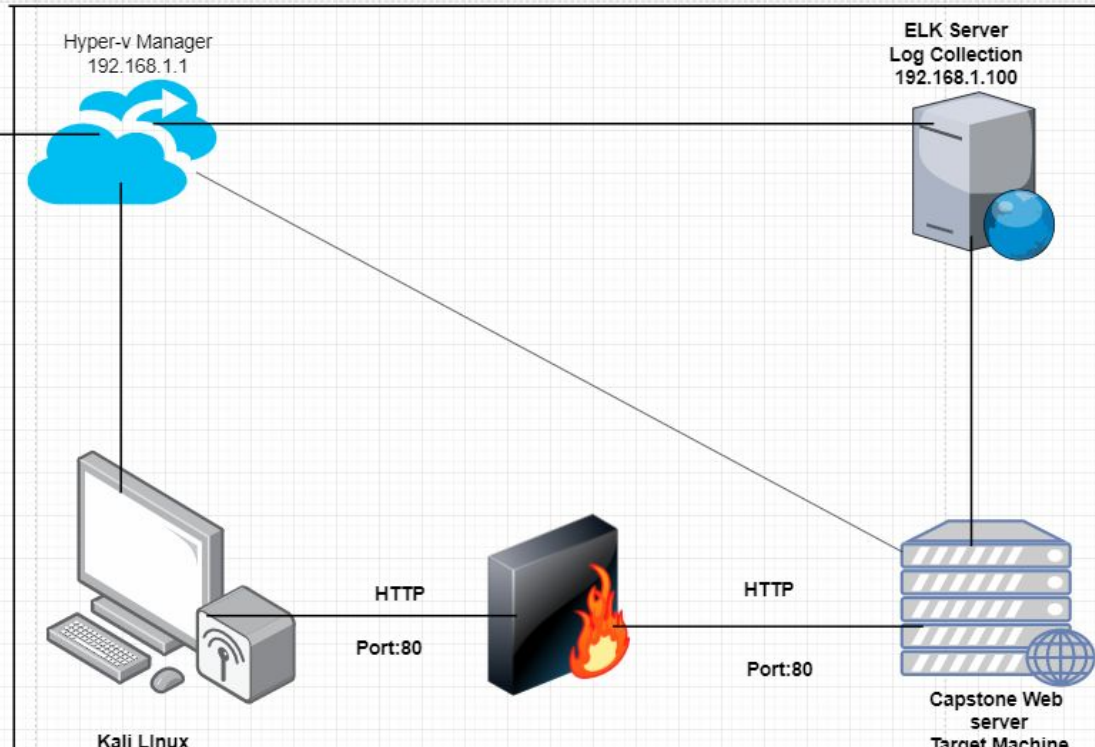 Hyper-v Manager
192.168.1.1
ELK Server
Log Collection
192.168.1.100
HTTP
Port:80
HTTP
Port:80
Kali LInux
Capstone Web
server
Target Machine